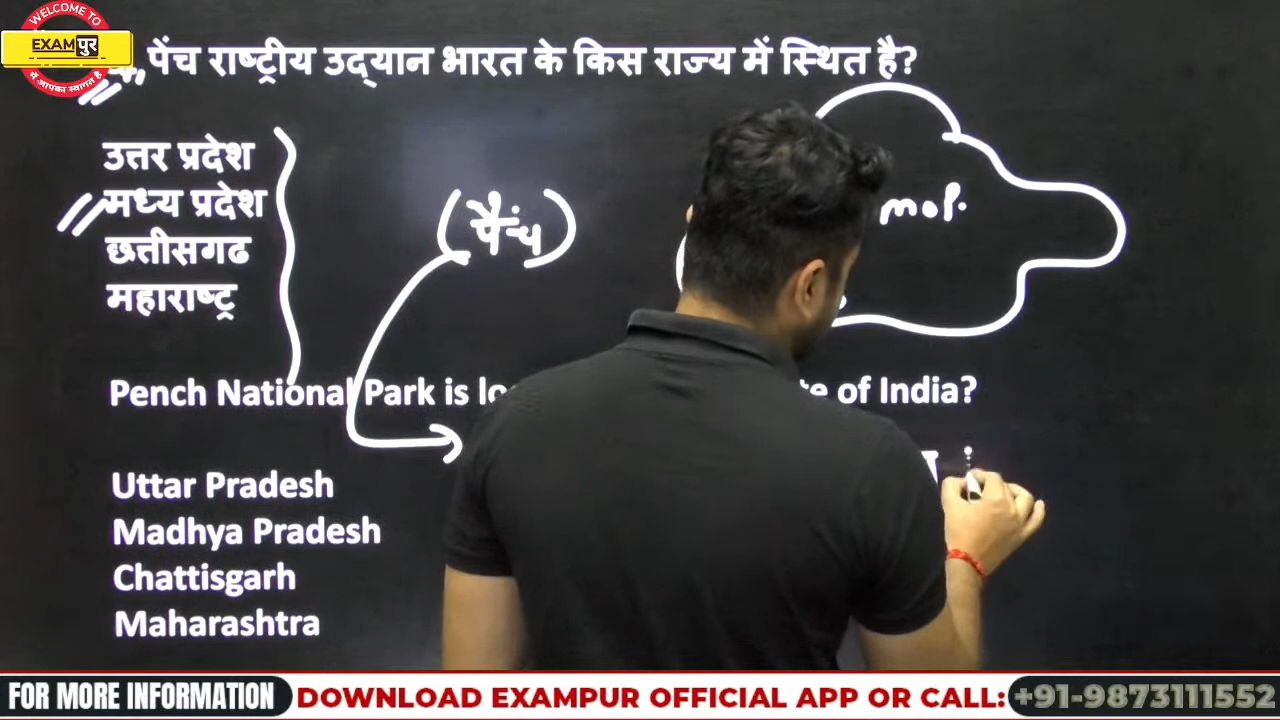 WELCOME TO
EXAMपुर
में आपका स्वागत है
पेंच राष्ट्रीय उद्यान भारत के किस राज्य में स्थित है?
उत्तर प्रदेश
मध्य प्रदेश
छत्तीसगढ
महाराष्ट्र
mop.
Pench National Park is
te of India?
Uttar Pradesh
Madhya Pradesh
Chattisgarh
Maharashtra
FOR MORE INFORMATION DOWNLOAD EXAMPUR OFFICIAL APP OR CALL: +91-9873111552